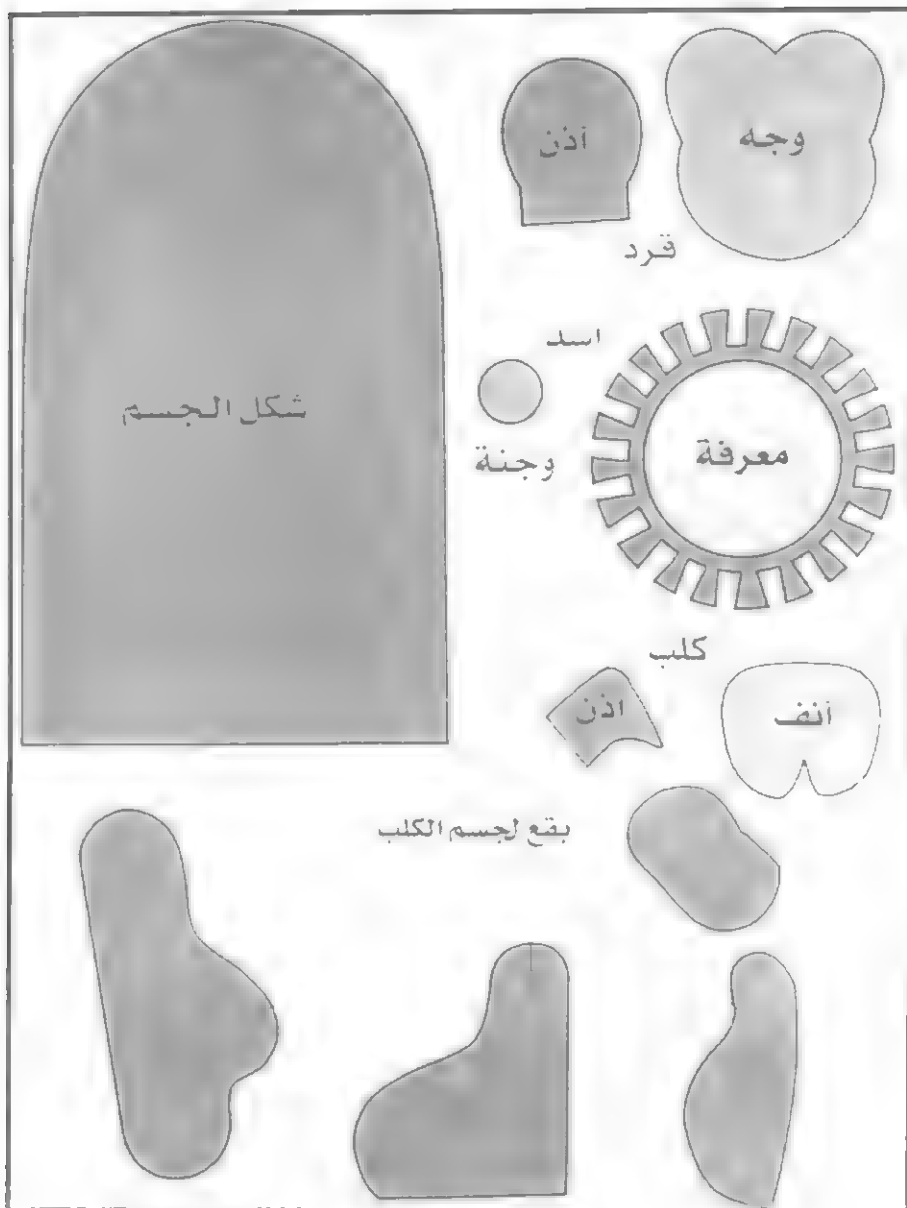 أذن
وجه
قرد
اسد
شكل الجسم
وجنة
معرفة
كلب
اذن
أنف
بقع لجسم الكلب